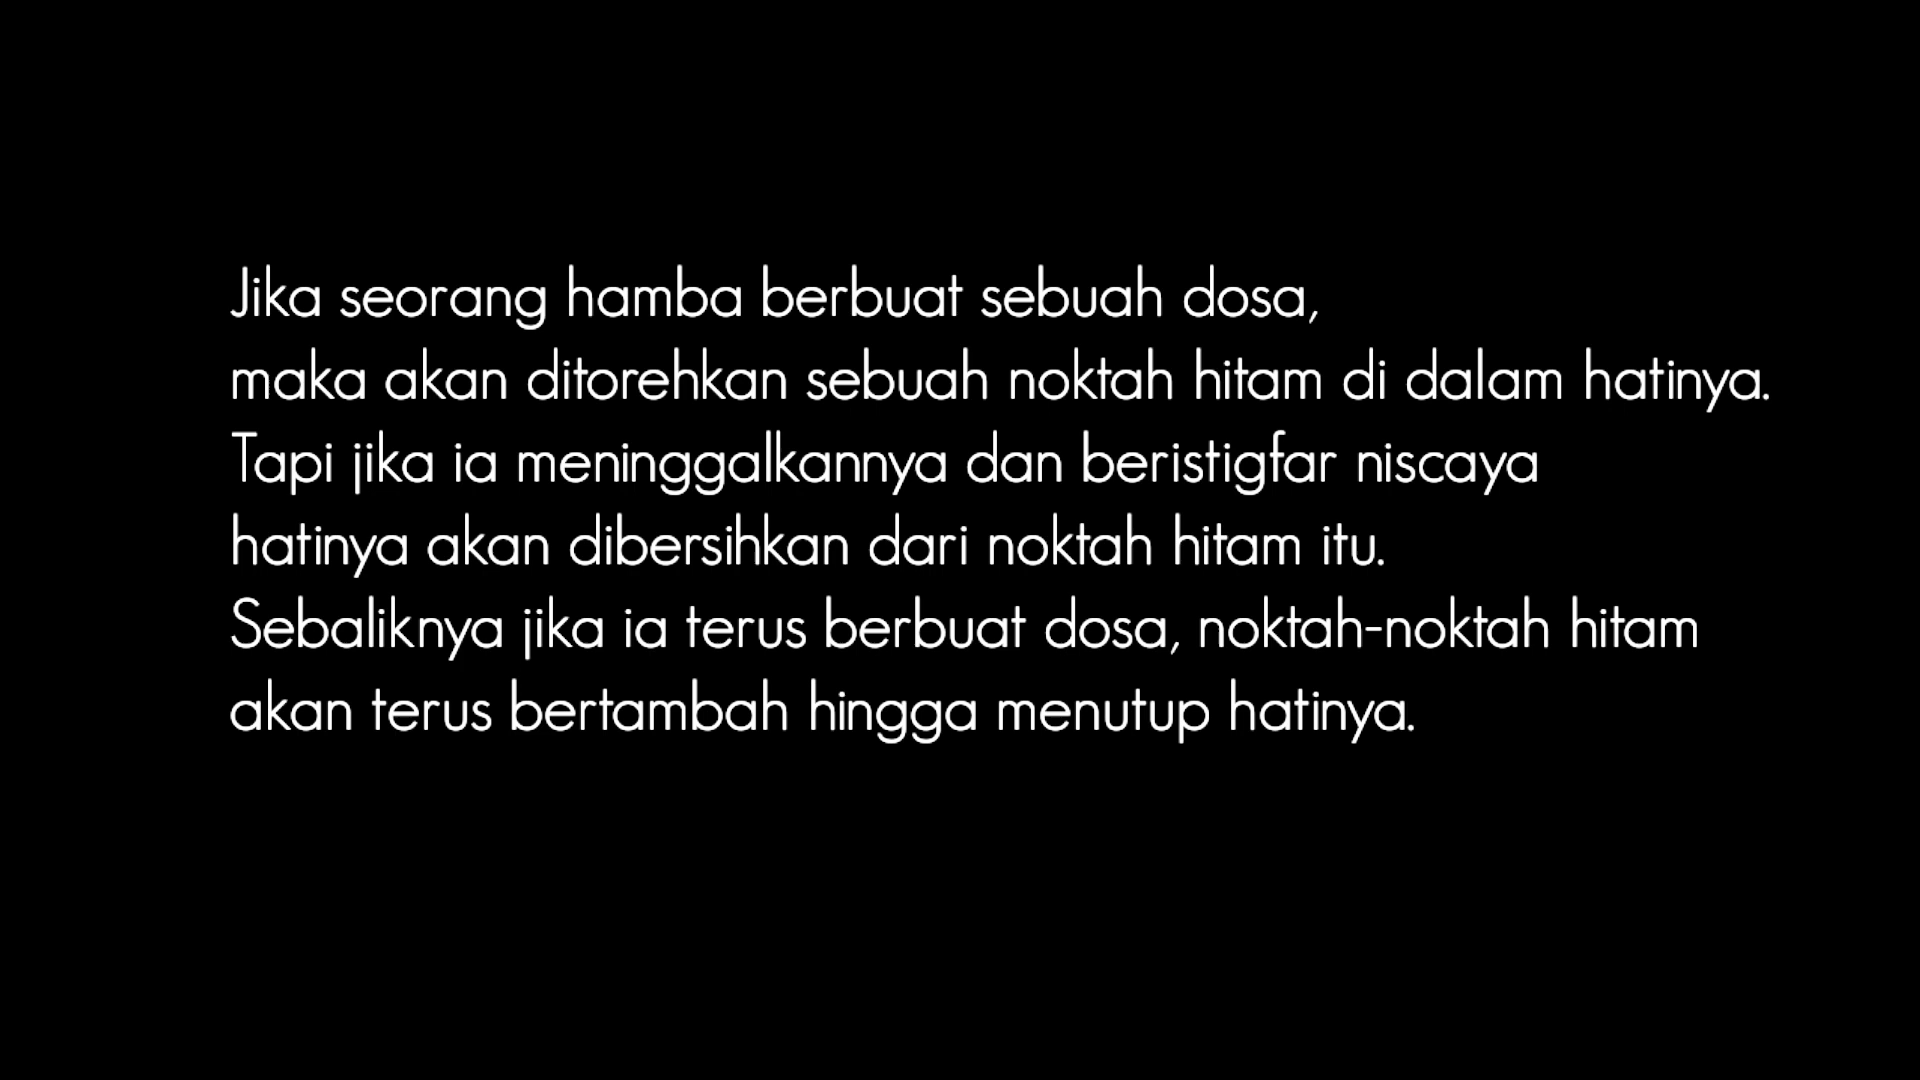 Jika seorang hamba berbuat sebuah dosa,
maka akan ditorehkan sebuah noktah hitam di dalam hatinya.
Tapi jika ia meninggalkannya dan beristigfar niscaya
hatinya akan dibersihkan dari noktah hitam itu.
Sebaliknya jika ia terus berbuat dosa, noktah-noktah hitam
akan terus bertambah hingga menutup hatinya.